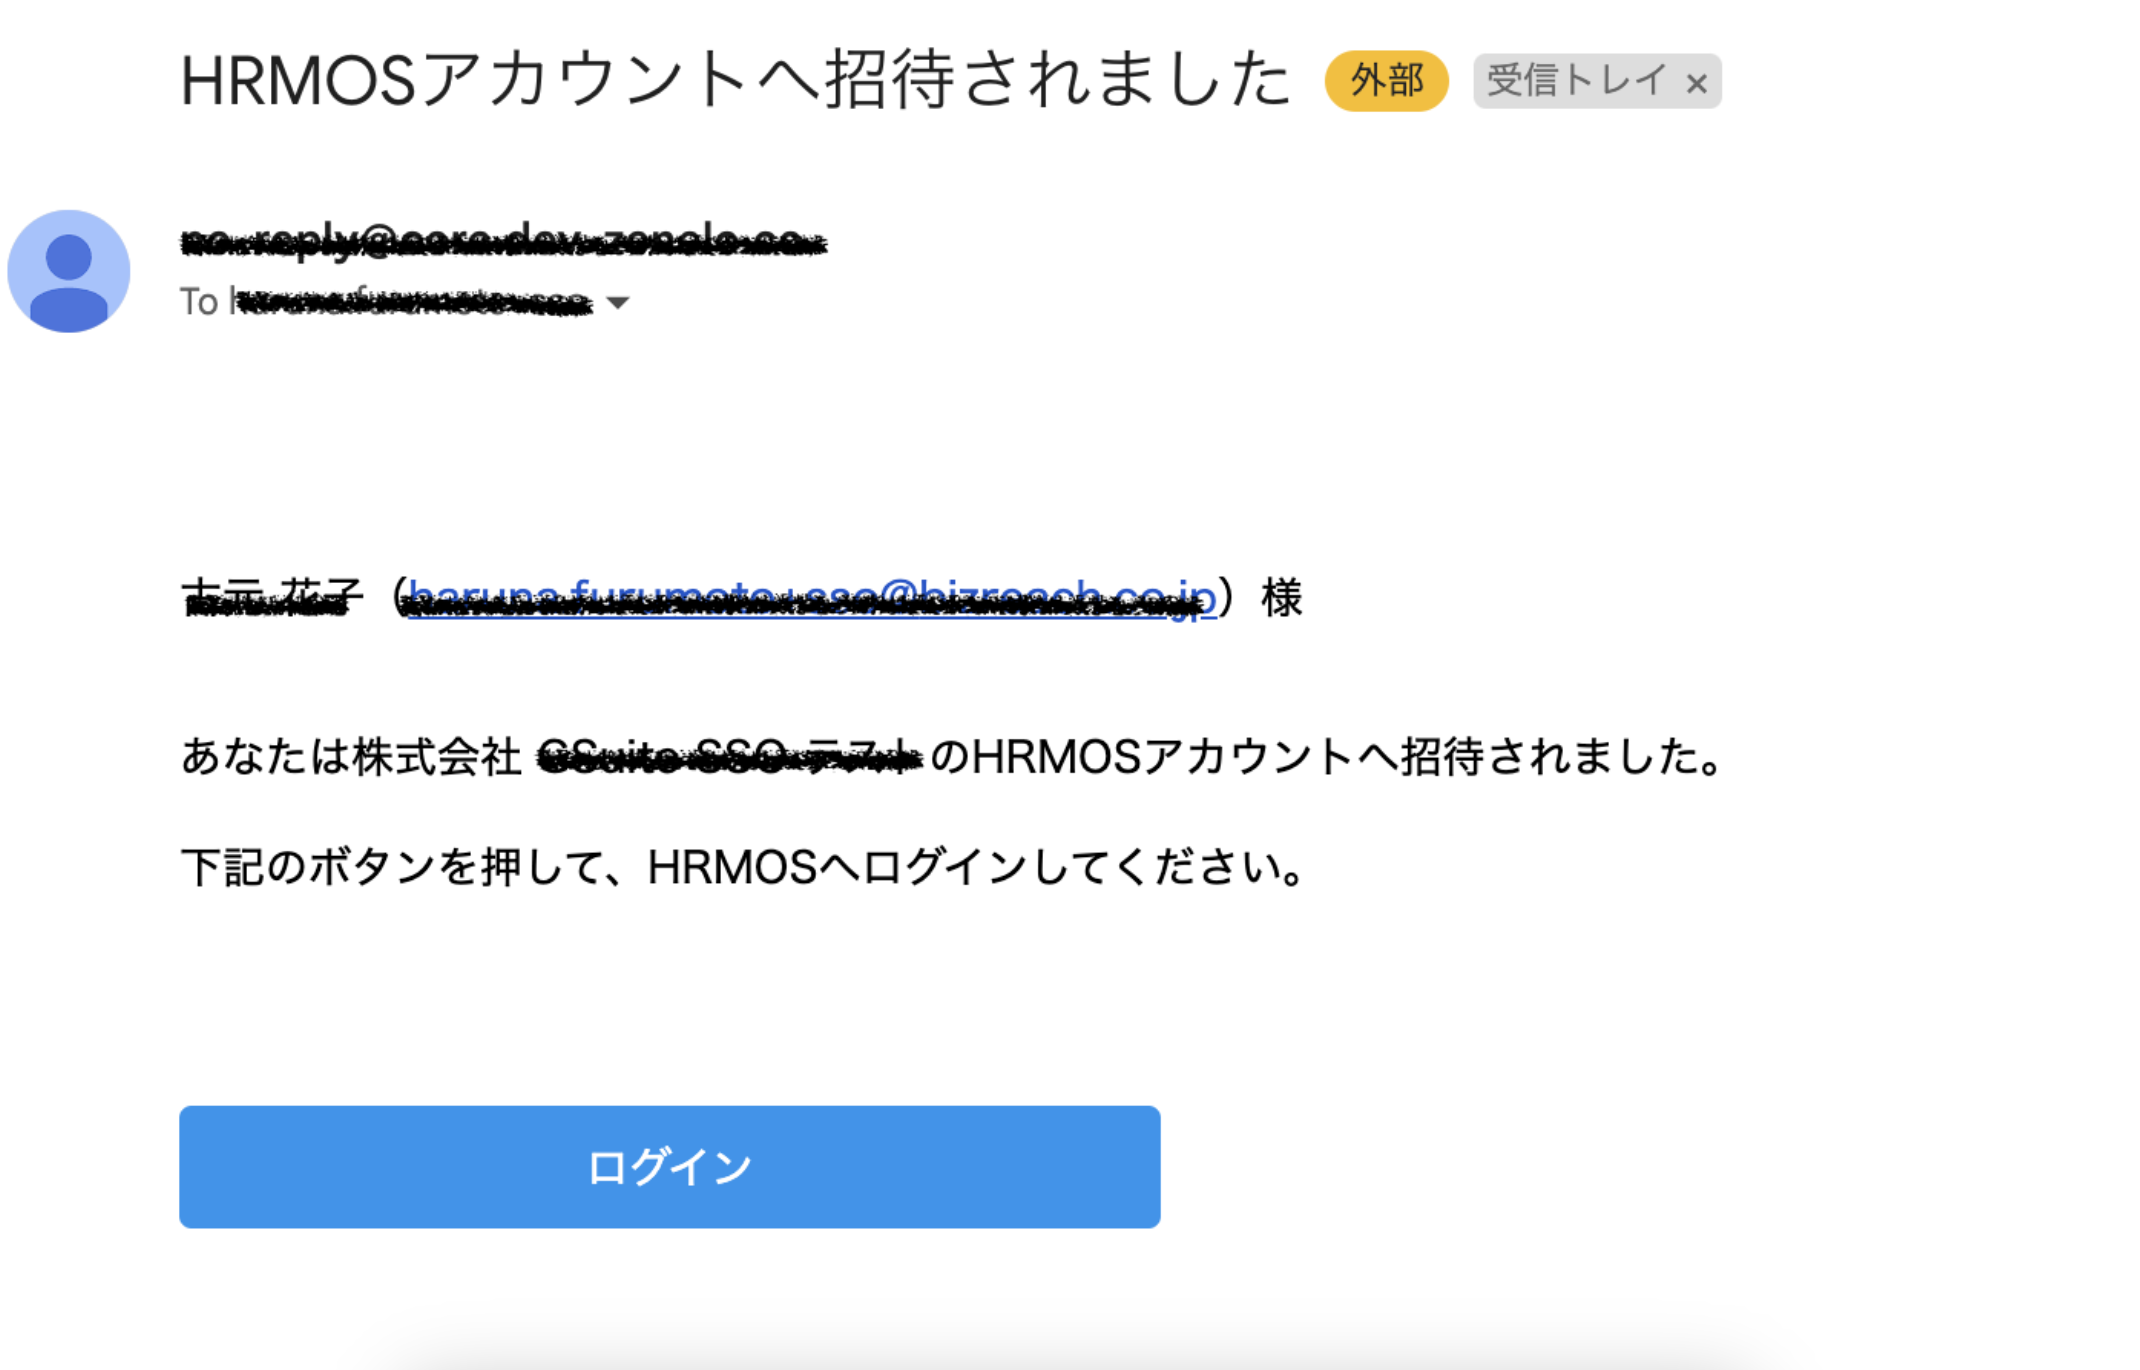 HRMOSアカウントへ招待されました 外部 受信トレイ ×
To
様
あなたは株式会社 のHRMOSアカウントへ招待されました。
下記のボタンを押して、HRMOSへログインしてください。
ログイン